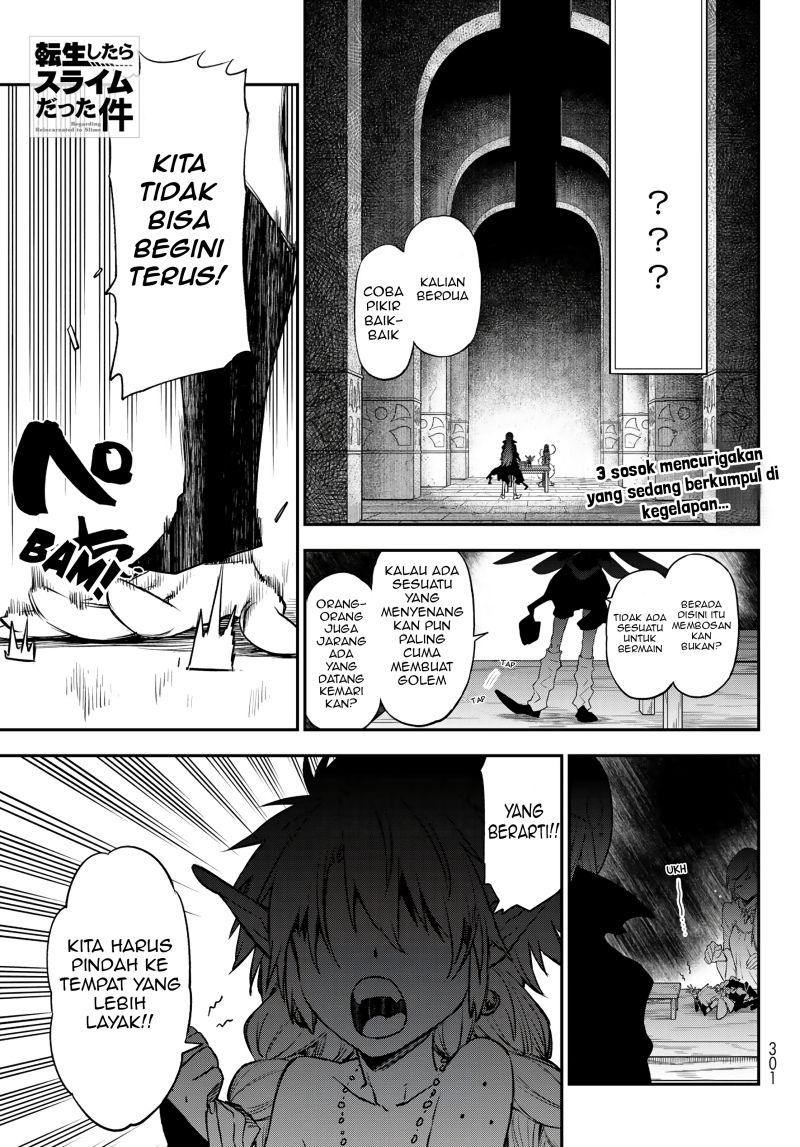 転生したら
スライム
だった件
Regarding
Reincarnated to Slime
？
？
？
KALIAN
BERDUA
COBA
PIKIR
BAIK-
BAIK
3 sosok mencurigakan
yang sedang berkumpul di
kegelapan...
KITA
TIDAK
BISA
BEGINI
TERUS!
BAM!
BERADA
DISINI ITU
MEMBOSAN
KAN
BUKAN?
TIDAK ADA
SESUATU
UNTUK
BERMAIN
KALAU ADA
SESUATU
YANG
MENYENANG
KAN PUN
PALING
CUMA
MEMBUAT
GOLEM
ORANG-
ORANG
JUGA
JARANG
ADA
YANG
DATANG
KEMARI
KAN?
TAP
TAP
UKH
YANG
BERARTI!!
KITA HARUS
PINDAH KE
TEMPAT YANG
LEBIH
LAYAK!!
301